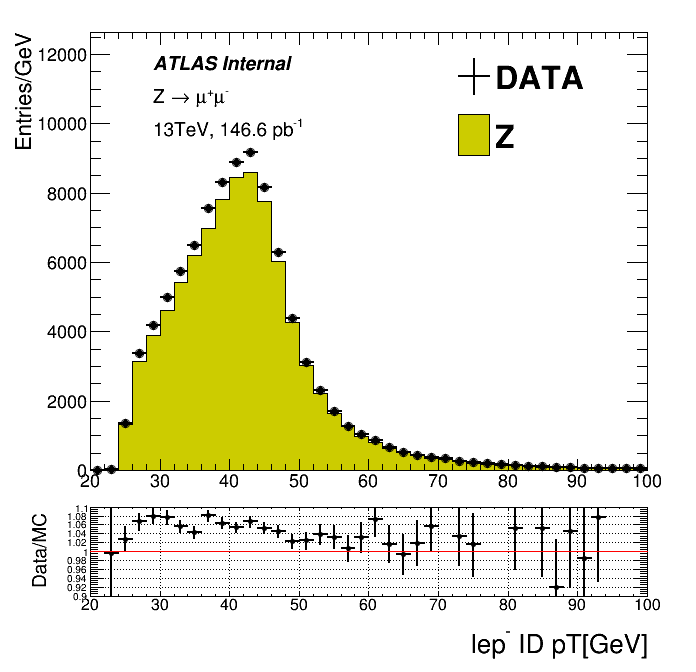 Entries/GeV
12000
10000
8000
6000
4000
2000
0
ATLAS Internal
Z → μ⁺μ⁻
13TeV, 146.6 pb⁻¹
DATA
Z
20 30 40 50 60 70 80 90 100
Data/MC
1.1
1.08
1.06
1.04
1.02
1
0.98
0.96
0.94
0.92
0.9
20 30 40 50 60 70 80 90 100
lep⁻ ID pT[GeV]